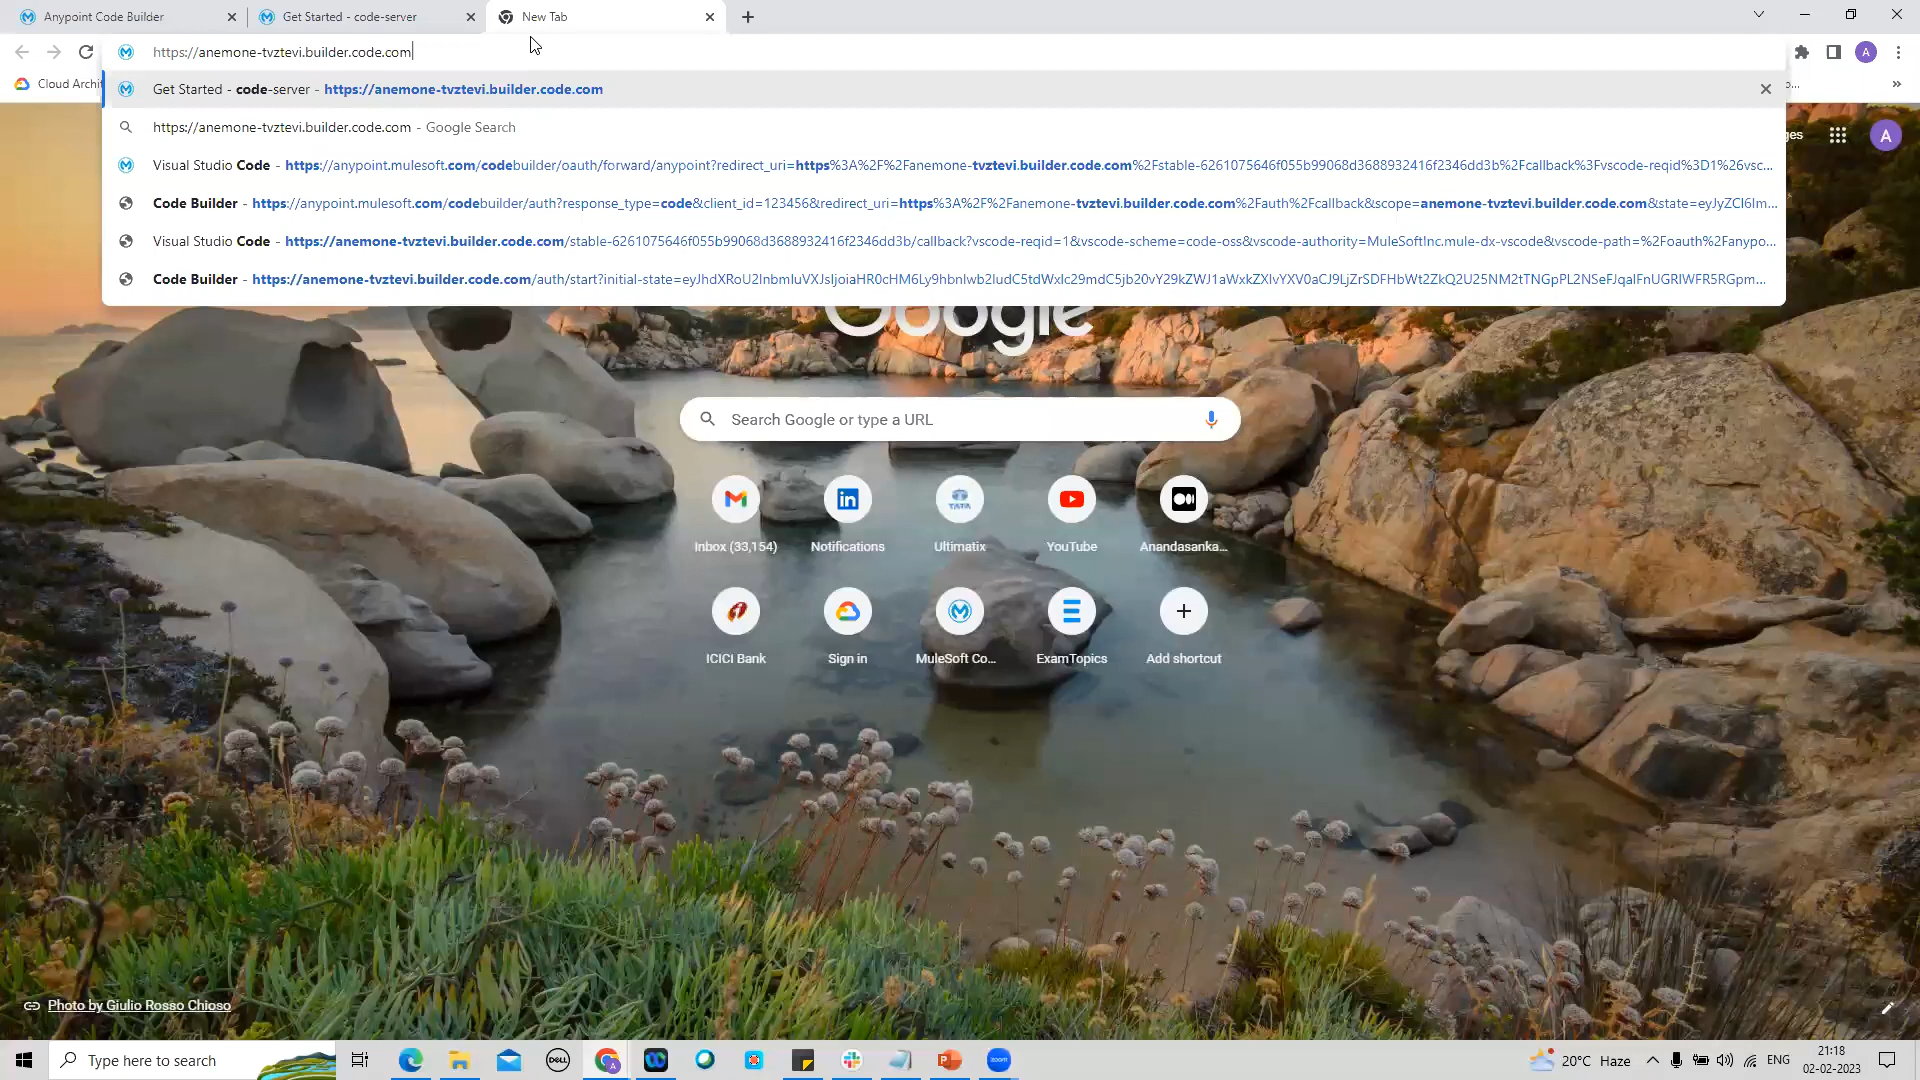 Anypoint Code Builder
Get Started - code-server
New Tab
https://anemone-tvztevi.builder.code.com
Cloud Archit
Get Started - code-server - https://anemone-tvztevi.builder.code.com
https://anemone-tvztevi.builder.code.com - Google Search
Visual Studio Code - https://anypoint.mulesoft.com/codebuilder/oauth/forward/anypoint?redirect_uri=https%3A%2F%2Fanemone-tvztevi.builder.code.com%2Fstable-6261075646f055b99068d3688932416f2346dd3b%2Fcallback%3Fvscode-reqid%3D1%26vsc...
Code Builder - https://anypoint.mulesoft.com/codebuilder/auth?response_type=code&client_id=123456&redirect_uri=https%3A%2F%2Fanemone-tvztevi.builder.code.com%2Fauth%2Fcallback&scope=anemone-tvztevi.builder.code.com&state=eyJyZCI6Im...
Visual Studio Code - https://anemone-tvztevi.builder.code.com/stable-6261075646f055b99068d3688932416f2346dd3b/callback?vscode-reqid=1&vscode-scheme=code-oss&vscode-authority=MuleSoftInc.mule-dx-vscode&vscode-path=%2Foauth%2Fanypo...
Code Builder - https://anemone-tvztevi.builder.code.com/auth/start?initial-state=
ges
A
A
Google
Search Google or type a URL
Inbox (33,154)
Notifications
Ultimatix
YouTube
Anandasanka...
ICICI Bank
Sign in
MuleSoft Co...
ExamTopics
Add shortcut
Photo by Giulio Rosso Chioso
Type here to search
DELL
zoom
20°C Haze
ENG
21:18
02-02-2023